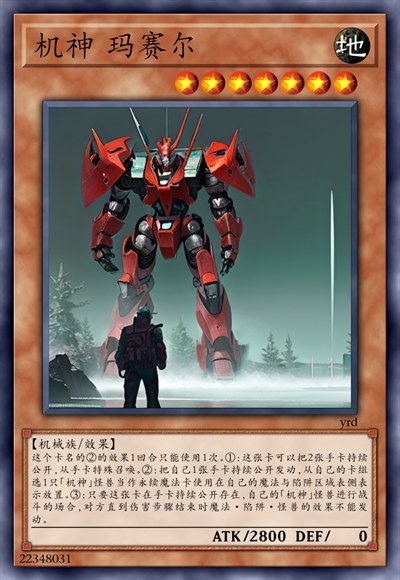 机神 玛赛尔
地
yrd
【机械族/效果】
这个卡名的②的效果1回合只能使用1次。①:这张卡可以把2张手卡持续
公开，从手卡特殊召唤。②:把自己1张手卡持续公开发动，从自己的卡组
选1只「机神」怪兽当作永续魔法卡使用在自己的魔法与陷阱区域表侧表
示放置。③:只要这张卡在手卡持续公开存在,自己的「机神」怪兽进行战
斗的场合,对方直到伤害步骤结束时魔法·陷阱·怪兽的效果不能发
动。
ATK/2800 DEF/ 0
22348031